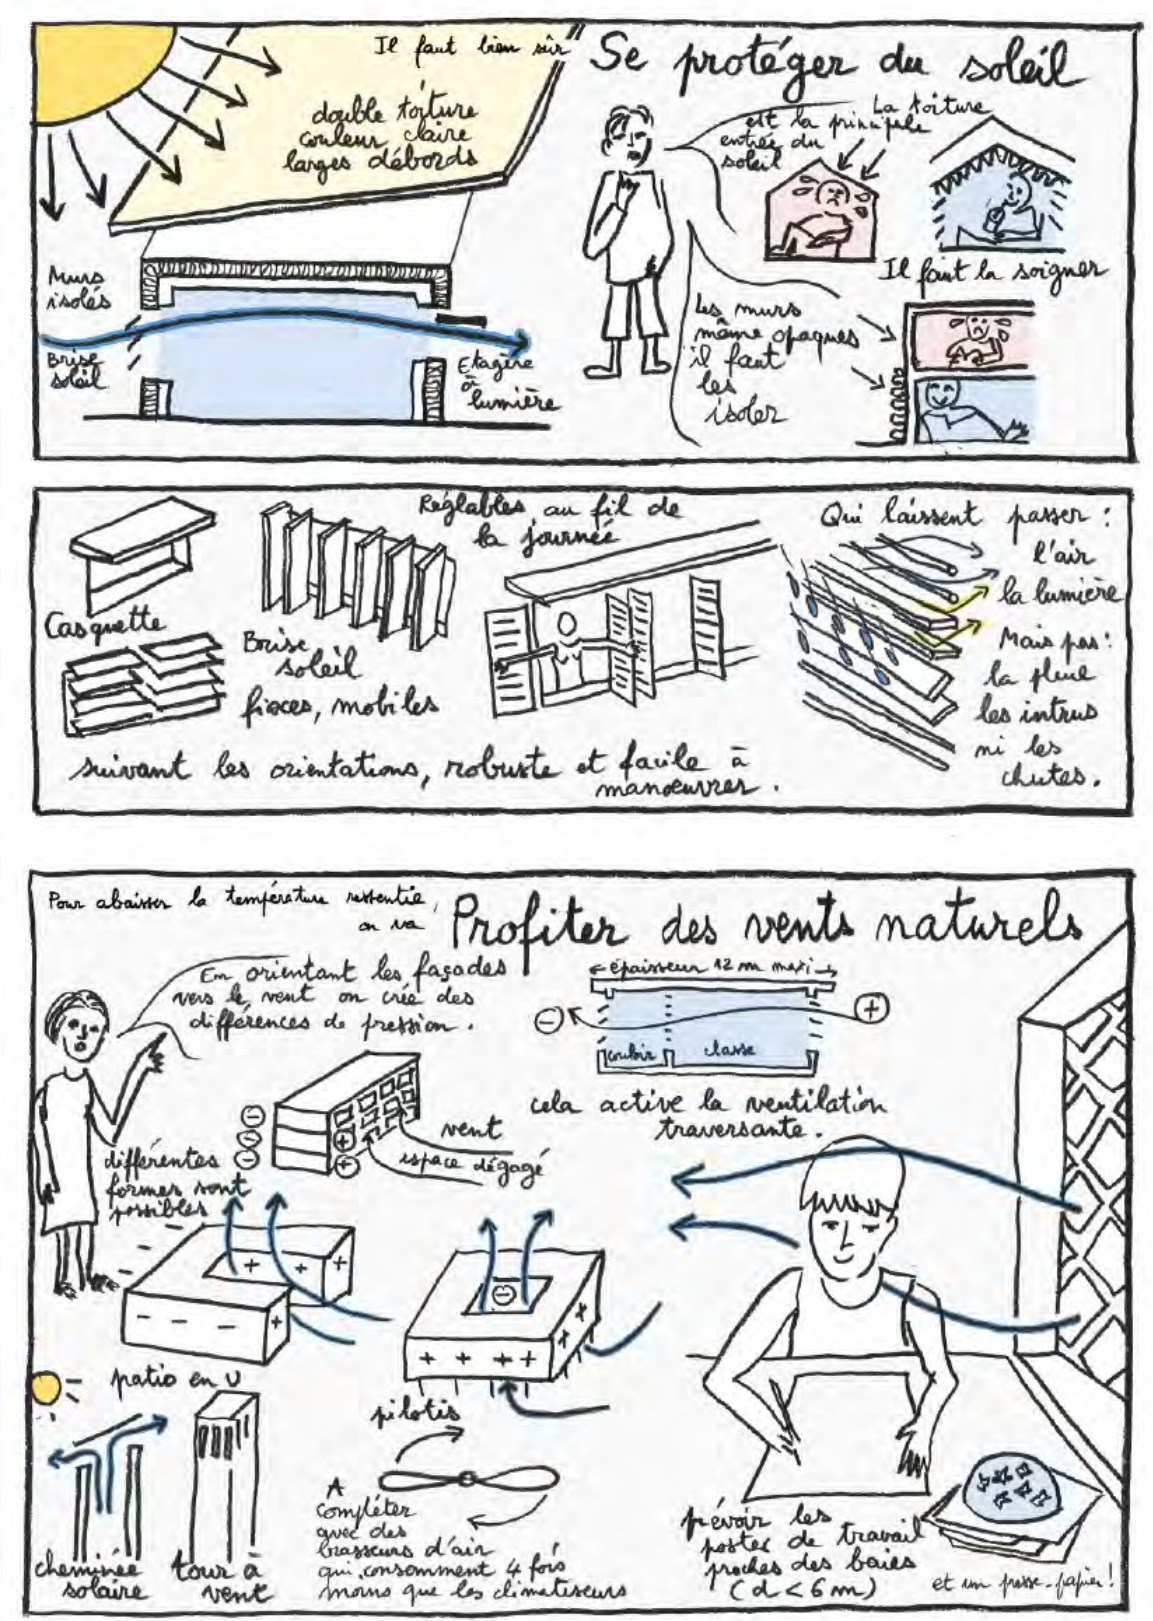 Il faut bien sûr
double toiture
couleur claire
larges débords
Murs
isolés
Brise
soleil
Etagère
à
lumière
Se protéger du soleil
La toiture
est la principale
entrée du
soleil
Il faut la soigner
Les murs
même opaques
il faut
les
isoler
Casquette
Brise
soleil
fixes, mobiles
Réglables au fil de
la journée
suivant les orientations, robuste et facile à
manœuvrer.
Qui laissent passer :
l'air
la lumière
Mais pas :
la pluie
les intrus
ni les
chutes.
Pour abaisser la température ressentie,
on va
Profiter des vents naturels
En orientant les façades
vers le vent on crée des
différences de pression.
épaisseur 12 m maxi
couloir
classe
cela active la ventilation
traversante.
vent
espace dégagé
différentes
formes sont
possibles
patio en U
pilotis
cheminée
solaire
tour à
vent
A
compléter
avec des
brasseurs d'air
qui consomment 4 fois
moins que les climatiseurs
prévoir les
postes de travail
proches des baies
(d < 6 m)
et un presse-papier !